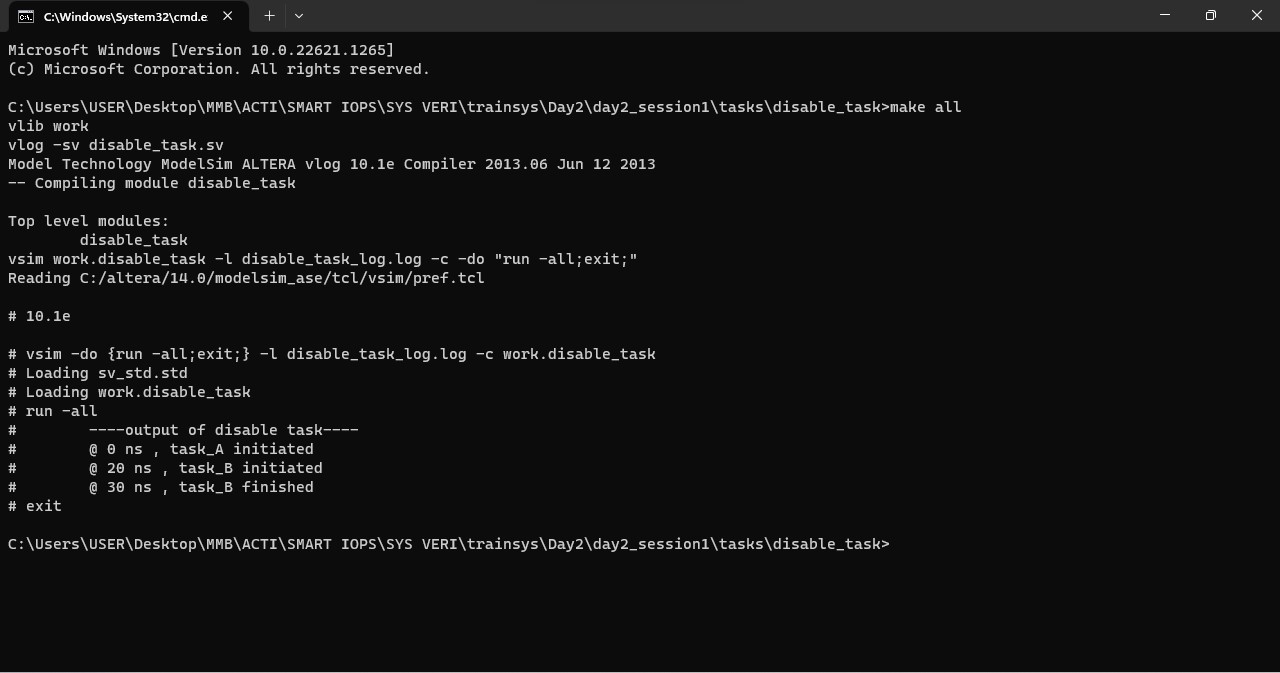 C:\Windows\System32\cmd.e
Microsoft Windows [Version 10.0.22621.1265]
(c) Microsoft Corporation. All rights reserved.
C:\Users\USER\Desktop\MMB\ACTI\SMART IOPS\SYS VERI\trainsys\Day2\day2_session1\tasks\disable_task>make all
vlib work
vlog -sv disable_task.sv
Model Technology ModelSim ALTERA vlog 10.1e Compiler 2013.06 Jun 12 2013
-- Compiling module disable_task
Top level modules:
        disable_task
vsim work.disable_task -l disable_task_log.log -c -do "run -all;exit;"
Reading C:/altera/14.0/modelsim_ase/tcl/vsim/pref.tcl
# 10.1e
# vsim -do {run -all;exit;} -l disable_task_log.log -c work.disable_task
# Loading sv_std.std
# Loading work.disable_task
# run -all
#        ----output of disable task----
#        @ 0 ns , task_A initiated
#        @ 20 ns , task_B initiated
#        @ 30 ns , task_B finished
# exit
C:\Users\USER\Desktop\MMB\ACTI\SMART IOPS\SYS VERI\trainsys\Day2\day2_session1\tasks\disable_task>